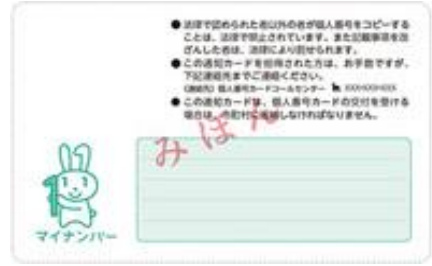 ●法律で認められた者以外の者が個人番号をコピーする
ことは、法律で禁止されています。また記載事項を改
ざんした者は、法律により罰せられます。
●この通知カードを拾得された方は、お手数ですが、
下記連絡先までご連絡ください。
(連絡先) 個人番号カードコールセンター
●この通知カードは、個人番号カードの交付を受ける
場合は、市町村に返納しなければなりません。
みほん
マイナンバー